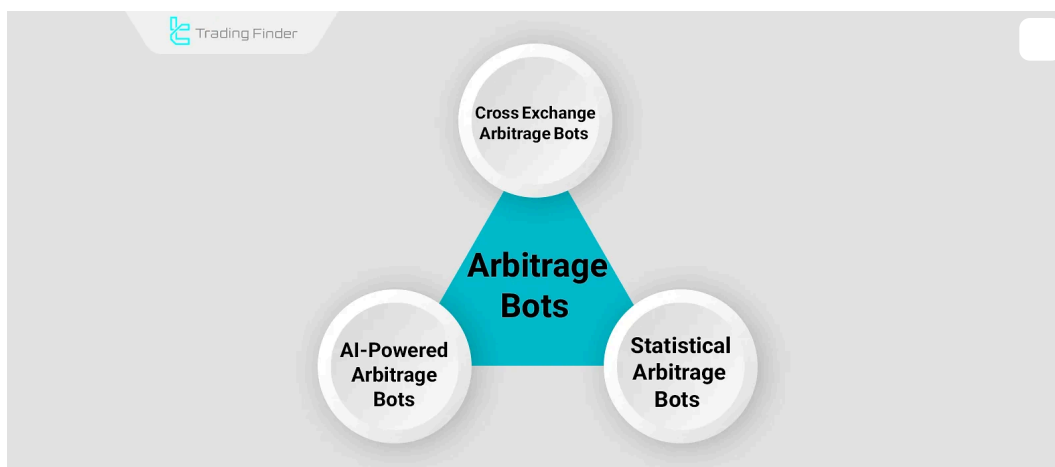 Trading Finder
Cross Exchange
Arbitrage Bots
Arbitrage
Bots
AI-Powered
Arbitrage
Bots
Statistical
Arbitrage
Bots